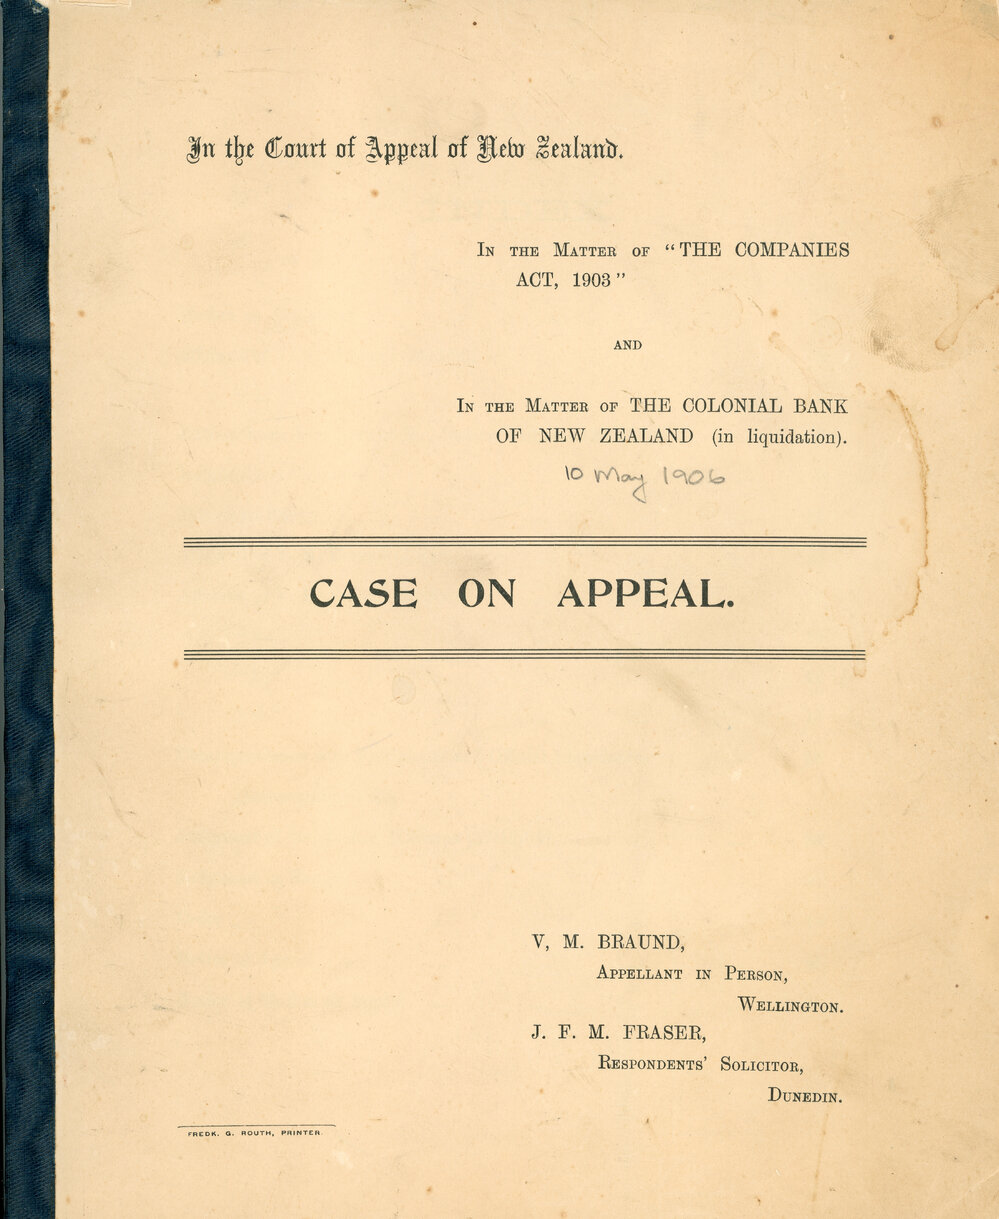 In the Court of Appeal of New Zealand.
In the Matter of "THE COMPANIES
ACT, 1903"
AND
In the Matter of THE COLONIAL BANK
OF NEW ZEALAND (in liquidation).
10 May 1906
CASE ON APPEAL.
V, M. BRAUND,
Appellant in Person,
Wellington.
J. F. M. FRASER,
Respondents' Solicitor,
Dunedin.
FREDK. G. ROUTH, PRINTER